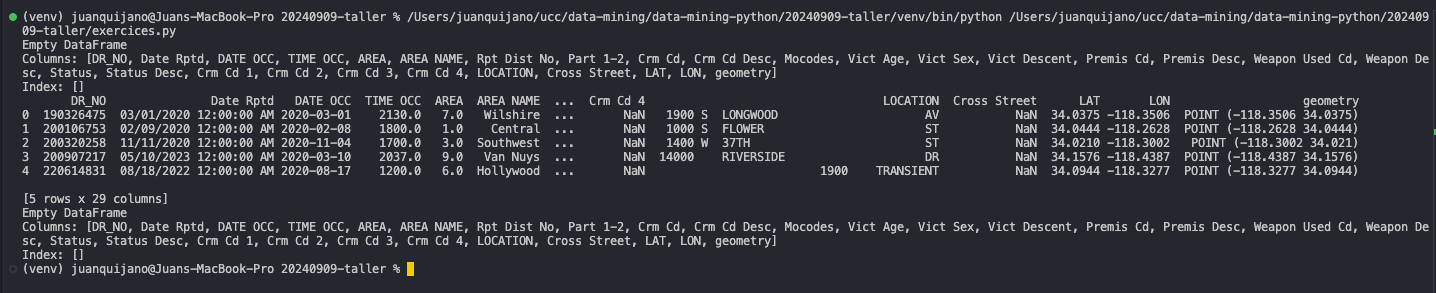 (venv) juanquijano@Juans-MacBook-Pro 20240909-taller % /Users/juanquijano/ucc/data-mining/data-mining-python/20240909-taller/venv/bin/python /Users/juanquijano/ucc/data-mining/data-mining-python/202409
09-taller/exercices.py
Empty DataFrame
Columns: [DR_NO, Date Rptd, DATE OCC, TIME OCC, AREA, AREA NAME, Rpt Dist No, Part 1-2, Crm Cd, Crm Cd Desc, Mocodes, Vict Age, Vict Sex, Vict Descent, Premis Cd, Premis Desc, Weapon Used Cd, Weapon De
sc, Status, Status Desc, Crm Cd 1, Crm Cd 2, Crm Cd 3, Crm Cd 4, LOCATION, Cross Street, LAT, LON, geometry]
Index: []
DR_NO Date Rptd DATE OCC TIME OCC AREA AREA NAME ... Crm Cd 4 LOCATION Cross Street LAT LON geometry
0 190326475 03/01/2020 12:00:00 AM 2020-03-01 2130.0 7.0 Wilshire ... NaN 1900 S LONGWOOD AV NaN 34.0375 -118.3506 POINT (-118.3506 34.0375)
1 200106753 02/09/2020 12:00:00 AM 2020-02-08 1800.0 1.0 Central ... NaN 1000 S FLOWER ST NaN 34.0444 -118.2628 POINT (-118.2628 34.0444)
2 200320258 11/11/2020 12:00:00 AM 2020-11-04 1700.0 3.0 Southwest ... NaN 1400 W 37TH ST NaN 34.0210 -118.3002 POINT (-118.3002 34.021)
3 200907217 05/10/2023 12:00:00 AM 2020-03-10 2037.0 9.0 Van Nuys ... NaN 14000 RIVERSIDE DR NaN 34.1576 -118.4387 POINT (-118.4387 34.1576)
4 220614831 08/18/2022 12:00:00 AM 2020-08-17 1200.0 6.0 Hollywood ... NaN 1900 TRANSIENT NaN 34.0944 -118.3277 POINT (-118.3277 34.0944)
[5 rows x 29 columns]
Empty DataFrame
Columns: [DR_NO, Date Rptd, DATE OCC, TIME OCC, AREA, AREA NAME, Rpt Dist No, Part 1-2, Crm Cd, Crm Cd Desc, Mocodes, Vict Age, Vict Sex, Vict Descent, Premis Cd, Premis Desc, Weapon Used Cd, Weapon De
sc, Status, Status Desc, Crm Cd 1, Crm Cd 2, Crm Cd 3, Crm Cd 4, LOCATION, Cross Street, LAT, LON, geometry]
Index: []
(venv) juanquijano@Juans-MacBook-Pro 20240909-taller %